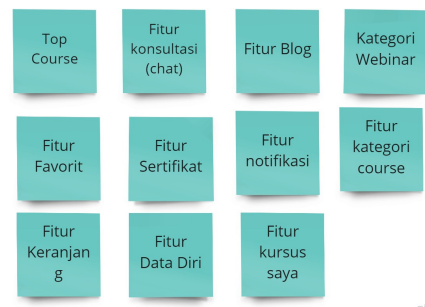 Top
Course
Fitur
konsultasi
(chat)
Fitur Blog
Kategori
Webinar
Fitur
Favorit
Fitur
Sertifikat
Fitur
notifikasi
Fitur
kategori
course
Fitur
Keranjan
g
Fitur
Data Diri
Fitur
kursus
saya